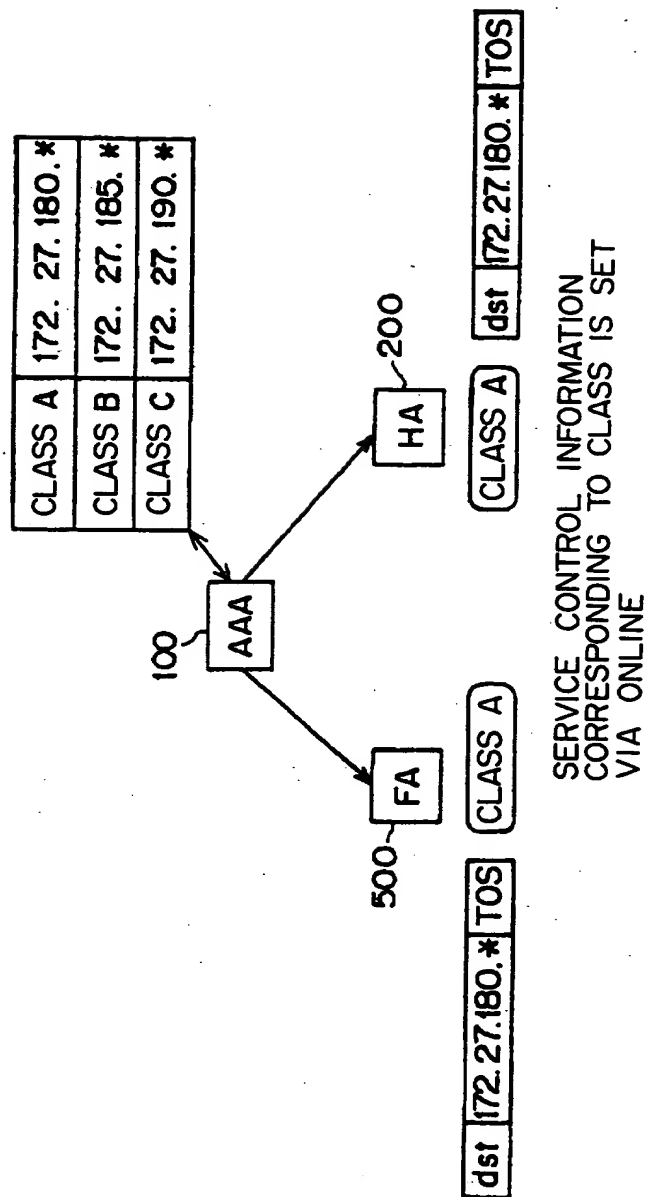 CLASS A 172. 27. 180. *
CLASS B 172. 27. 185. *
CLASS C 172. 27. 190. *
100
AAA
500
FA
HA
200
CLASS A
CLASS A
dst 172. 27.180. * TOS
dst 172. 27.180. * TOS
SERVICE CONTROL INFORMATION
CORRESPONDING TO CLASS IS SET
VIA ONLINE